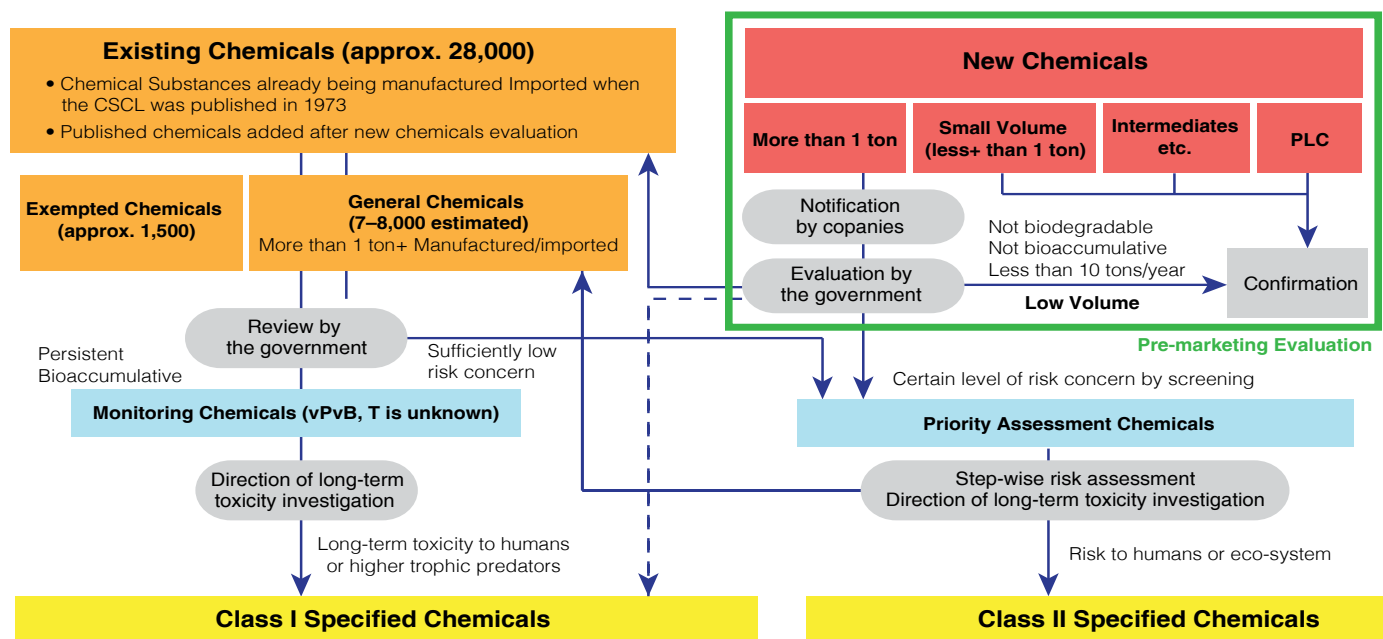 Existing Chemicals (approx. 28,000)
• Chemical Substances already being manufactured Imported when
the CSCL was published in 1973
• Published chemicals added after new chemicals evaluation
Exempted Chemicals
(approx. 1,500)
General Chemicals
(7–8,000 estimated)
More than 1 ton+ Manufactured/imported
Review by
the government
Persistent
Bioaccumulative
Sufficiently low
risk concern
Monitoring Chemicals (vPvB, T is unknown)
Direction of long-term
toxicity investigation
Long-term toxicity to humans
or higher trophic predators
Class I Specified Chemicals
New Chemicals
More than 1 ton
Small Volume
(less+ than 1 ton)
Intermediates
etc.
PLC
Notification
by copanies
Evaluation by
the government
Not biodegradable
Not bioaccumulative
Less than 10 tons/year
Low Volume
Confirmation
Pre-marketing Evaluation
Certain level of risk concern by screening
Priority Assessment Chemicals
Step-wise risk assessment
Direction of long-term toxicity investigation
Risk to humans or eco-system
Class II Specified Chemicals